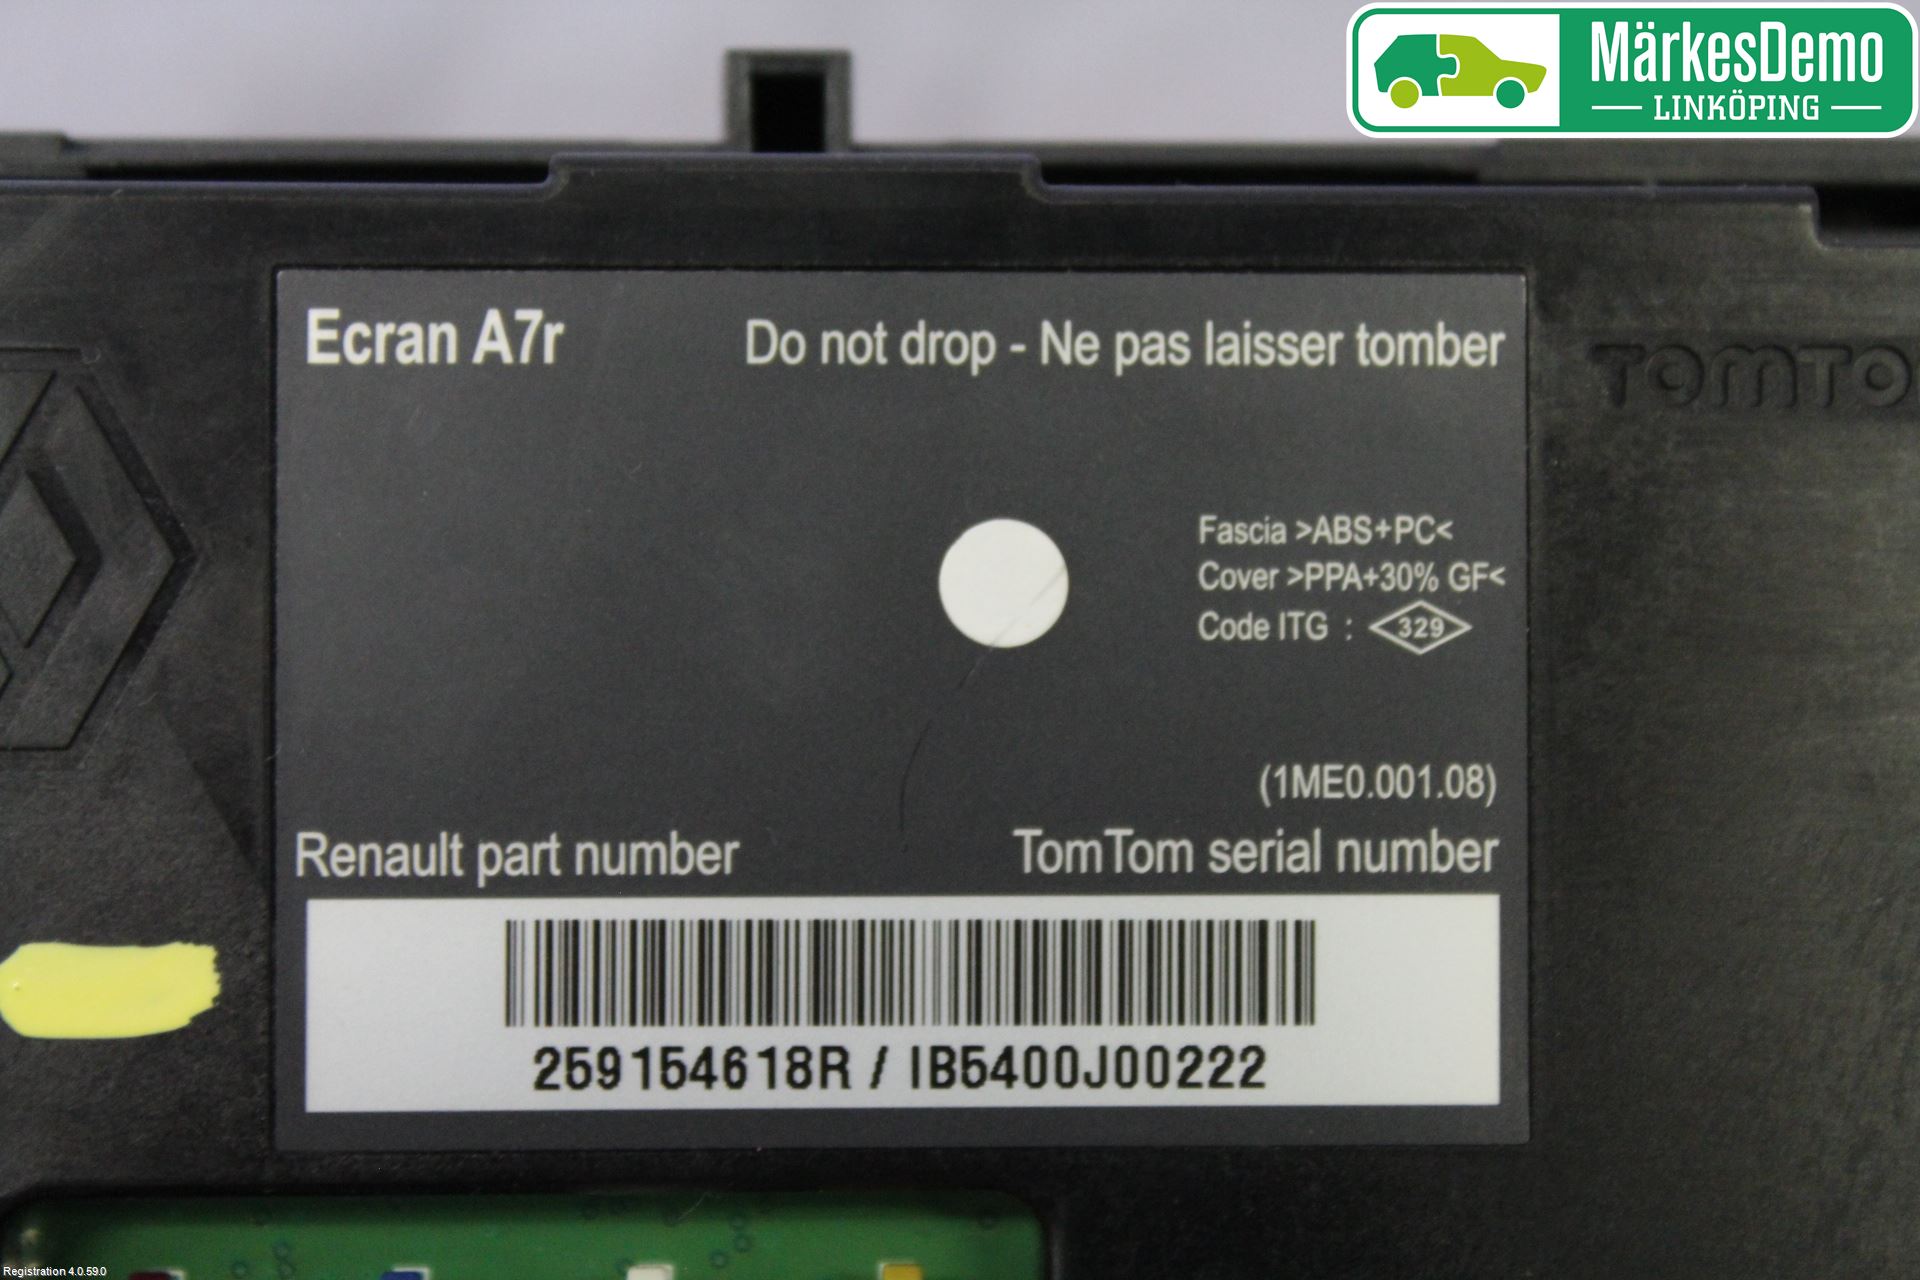 MärkesDemo
LINKÖPING
Ecran A7r
Do not drop - Ne pas laisser tomber
TOMTO
Fascia >ABS+PC<
Cover >PPA+30% GF<
Code ITG : 329
(1ME0.001.08)
Renault part number
TomTom serial number
259154618R / IB5400J00222
Registration 4.0.59.0